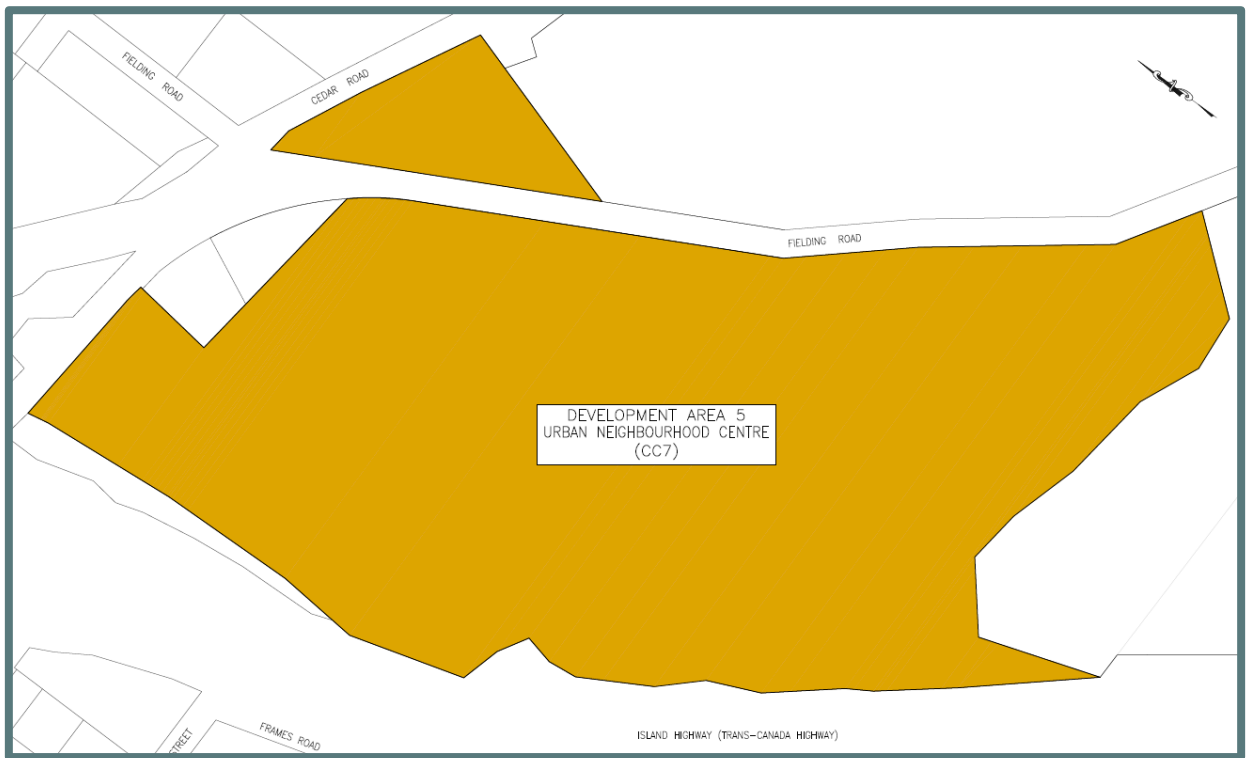 FIELDING ROAD
CEDAR ROAD
FIELDING ROAD
DEVELOPMENT AREA 5
URBAN NEIGHBOURHOOD CENTRE
(CC7)
STREET
FRAMES ROAD
ISLAND HIGHWAY (TRANS-CANADA HIGHWAY)